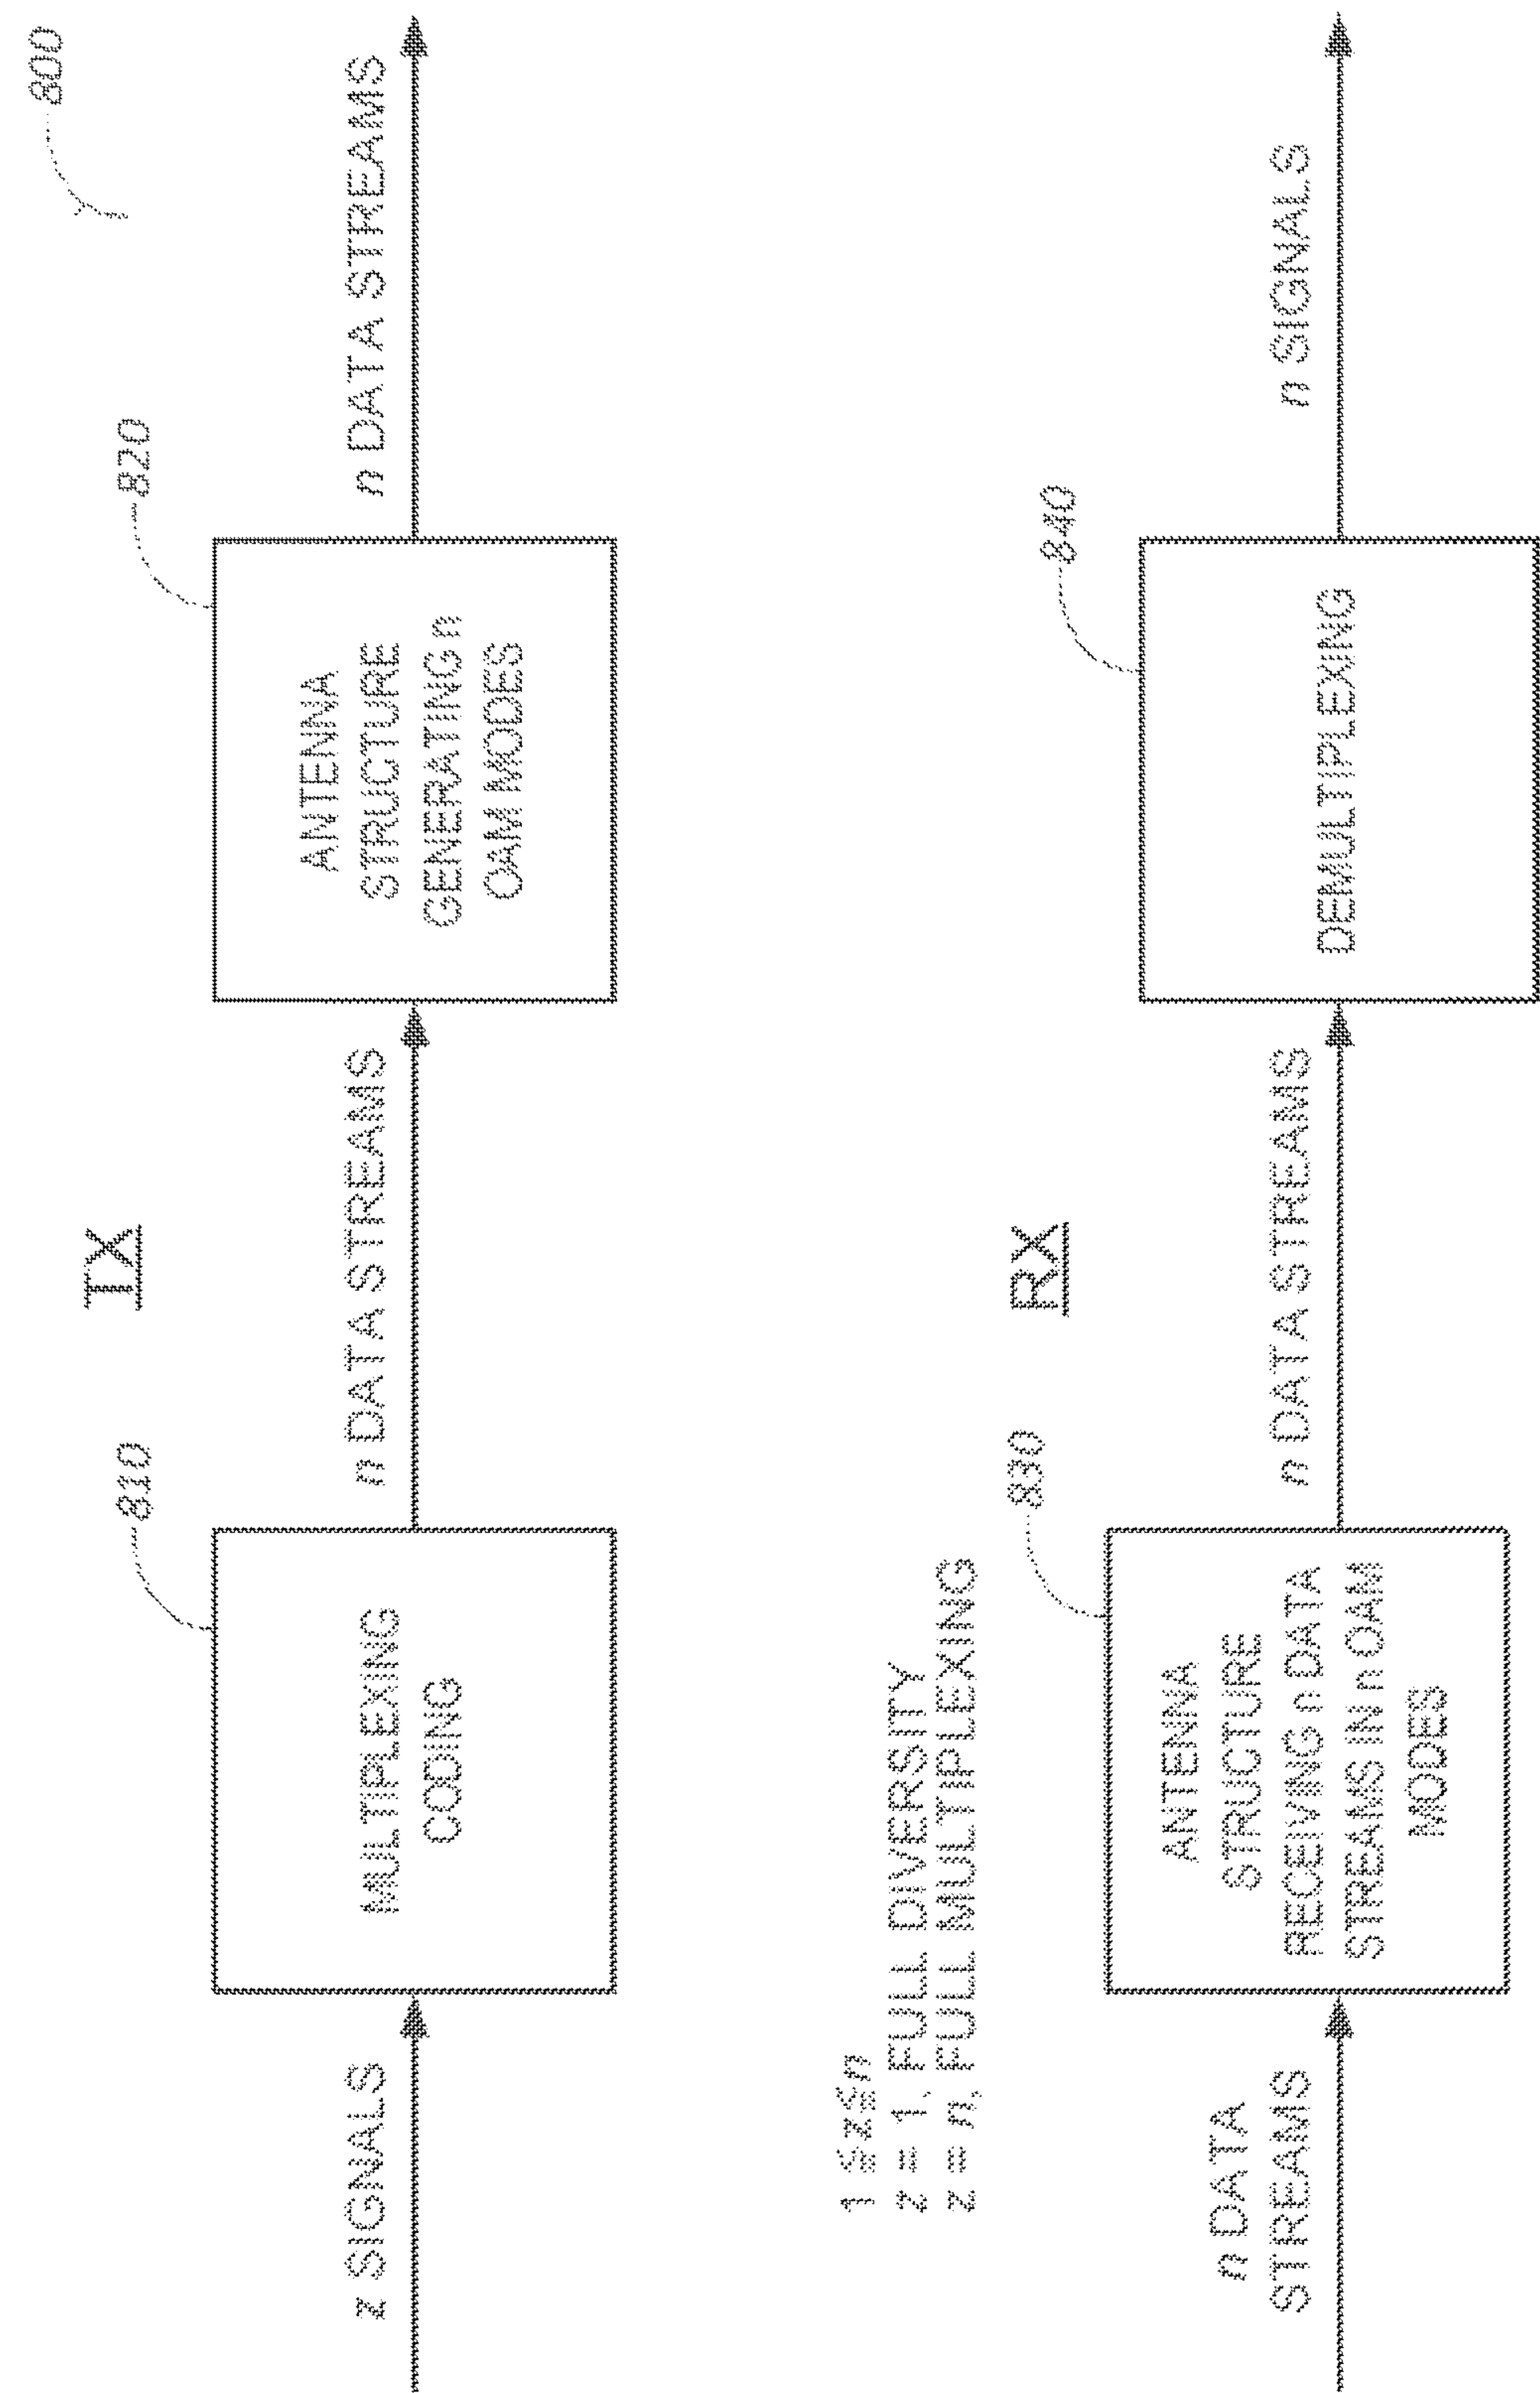 800
TX
z SIGNALS
810
MULTIPLEXING
CODING
n DATA STREAMS
820
ANTENNA
STRUCTURE
GENERATING n
OAM MODES
n DATA STREAMS
1 ≦ z ≦ n
z = 1, FULL DIVERSITY
z = n, FULL MULTIPLEXING
RX
n DATA
STREAMS
830
ANTENNA
STRUCTURE
RECEIVING n DATA
STREAMS IN n OAM
MODES
n DATA STREAMS
840
DEMULTIPLEXING
n SIGNALS